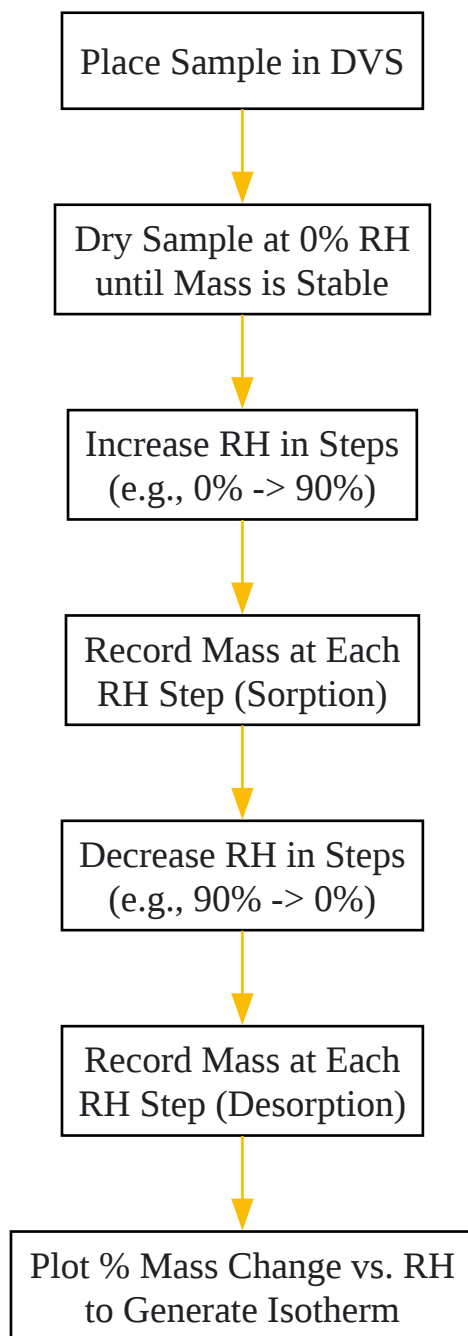 Place Sample in DVS
Dry Sample at 0% RH
until Mass is Stable
Increase RH in Steps
(e.g., 0% -> 90%)
Record Mass at Each
RH Step (Sorption)
Decrease RH in Steps
(e.g., 90% -> 0%)
Record Mass at Each
RH Step (Desorption)
Plot % Mass Change vs. RH
to Generate Isotherm